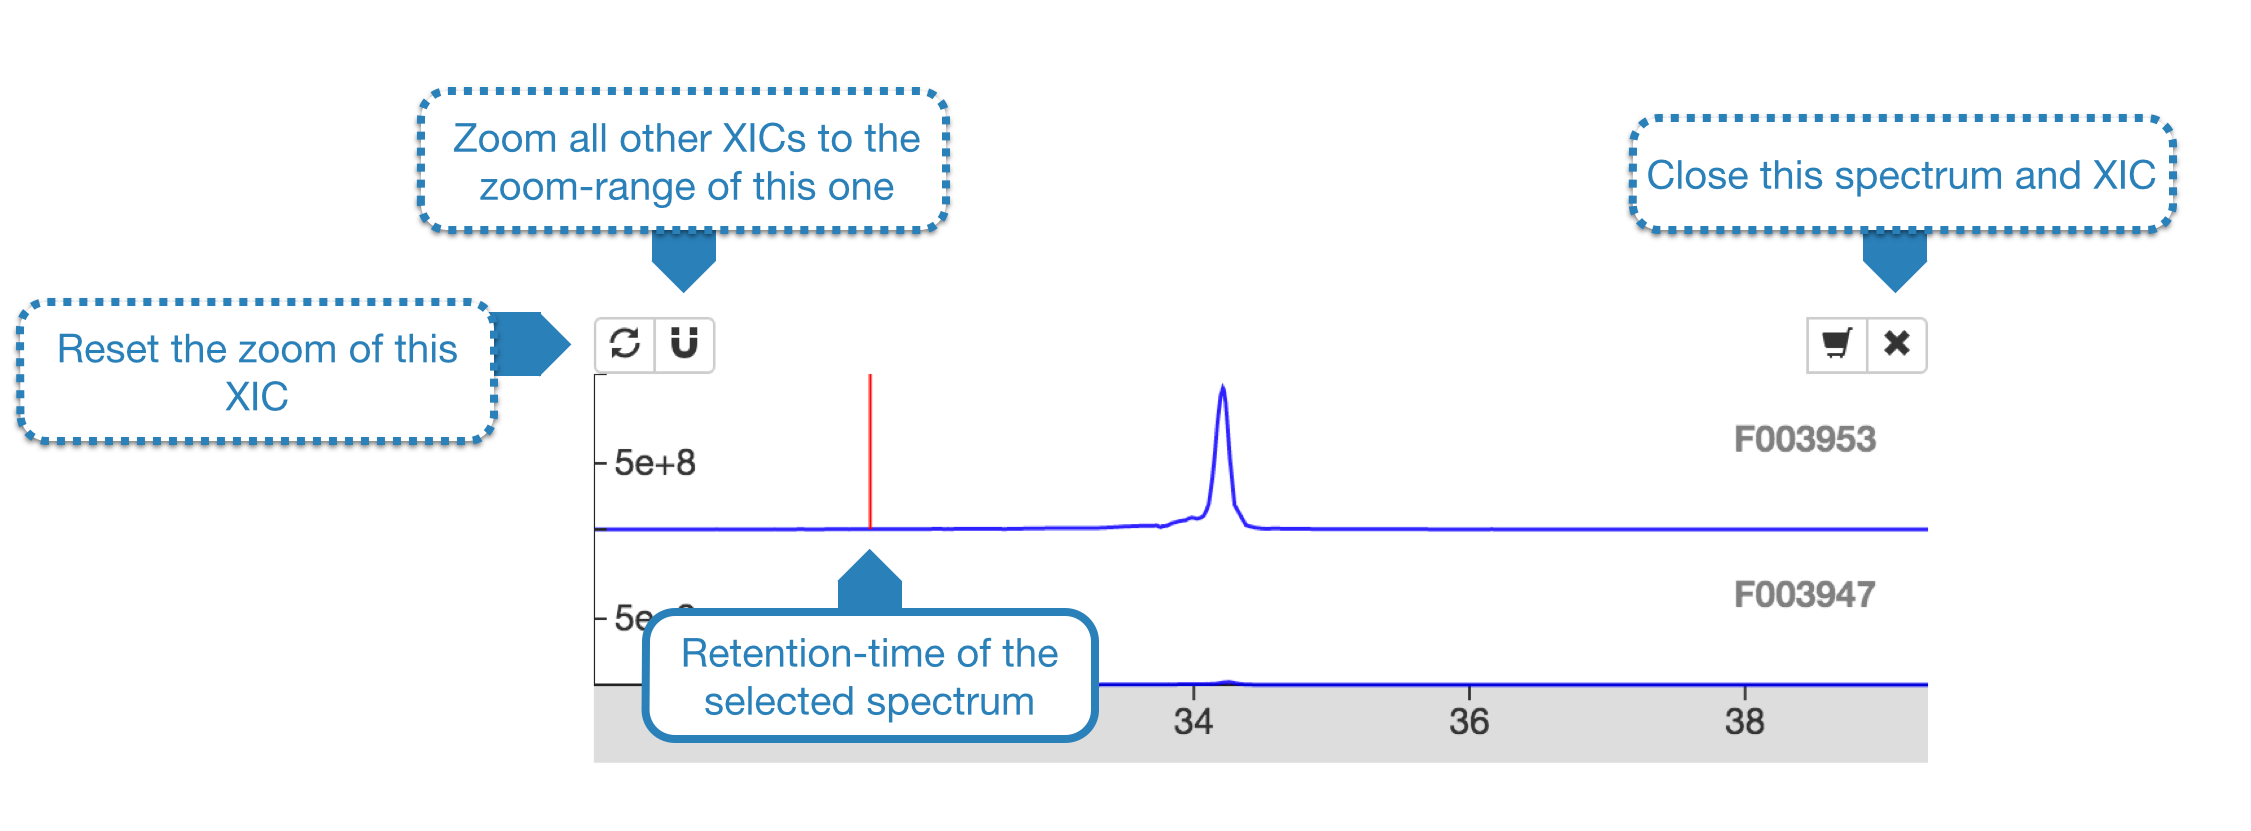 Zoom all other XICs to the
zoom-range of this one
Close this spectrum and XIC
Reset the zoom of this
XIC
5e+8
F003953
F003947
Retention-time of the
selected spectrum
34
36
38